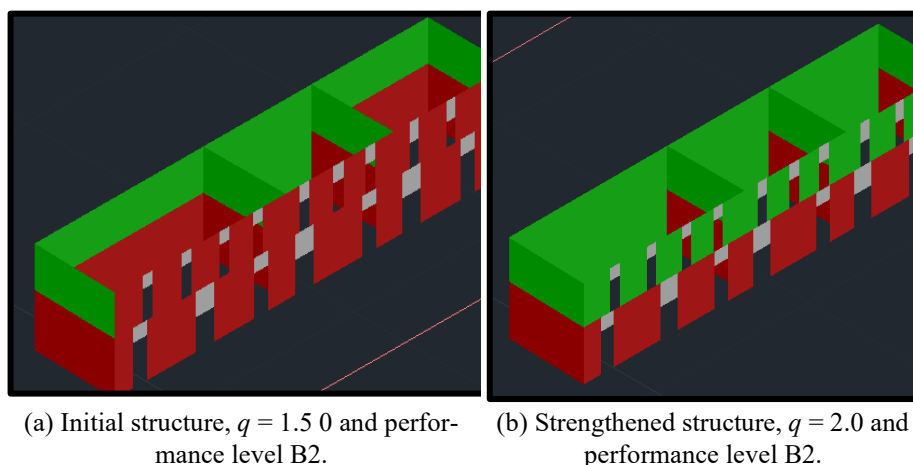 (a) Initial structure, q = 1.5 0 and perfor-
mance level B2.
(b) Strengthened structure, q = 2.0 and
performance level B2.